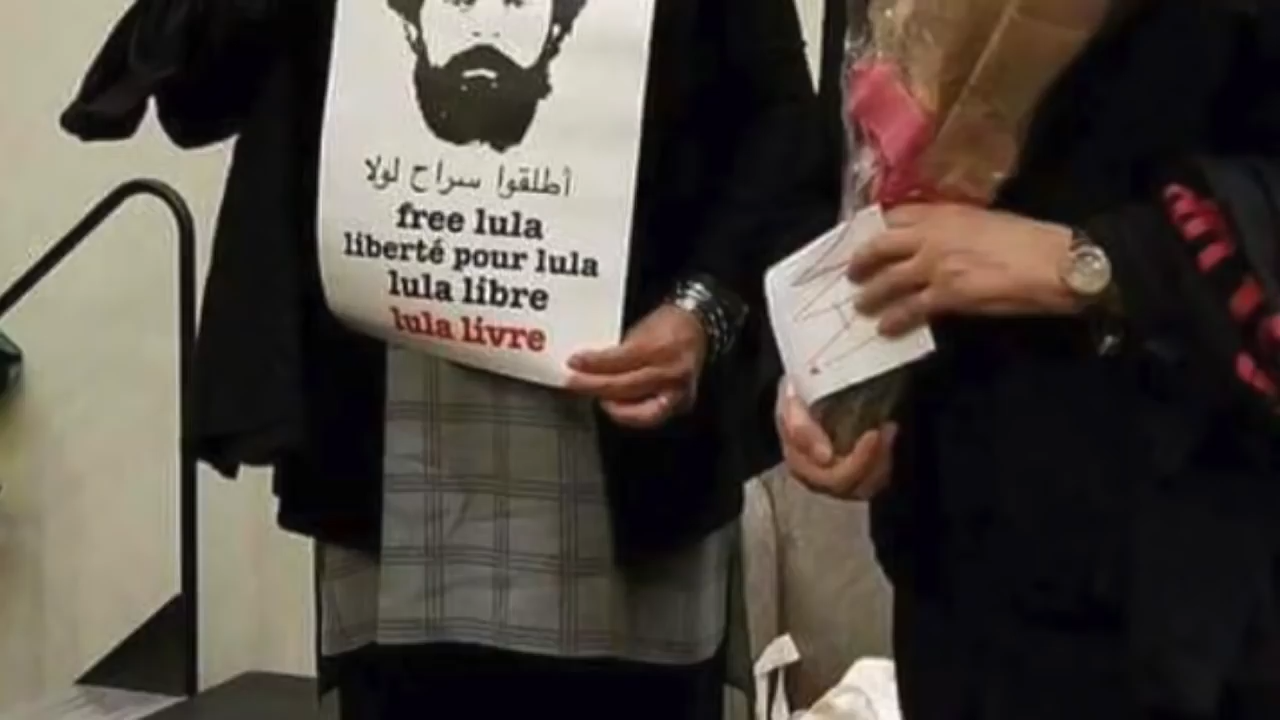 أطلقوا سراح لولا
free lula
liberté pour lula
lula libre
lula livre